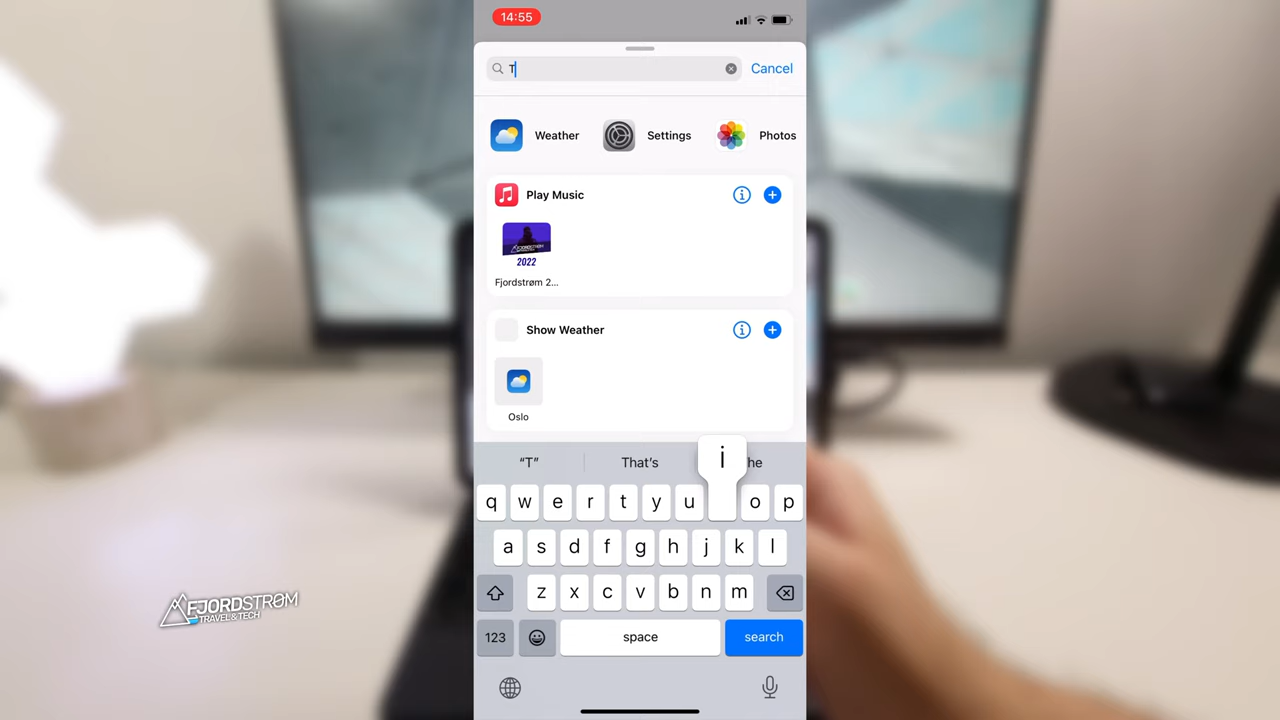 14:55
T
Cancel
Weather
Settings
Photos
Play Music
FJORDSTRØM
2022
Fjordstrøm 2...
Show Weather
Oslo
“T”
That's
he
i
q w e r t y u o p
a s d f g h j k l
z x c v b n m
123
space
search
FJORDSTRØM
TRAVEL & TECH